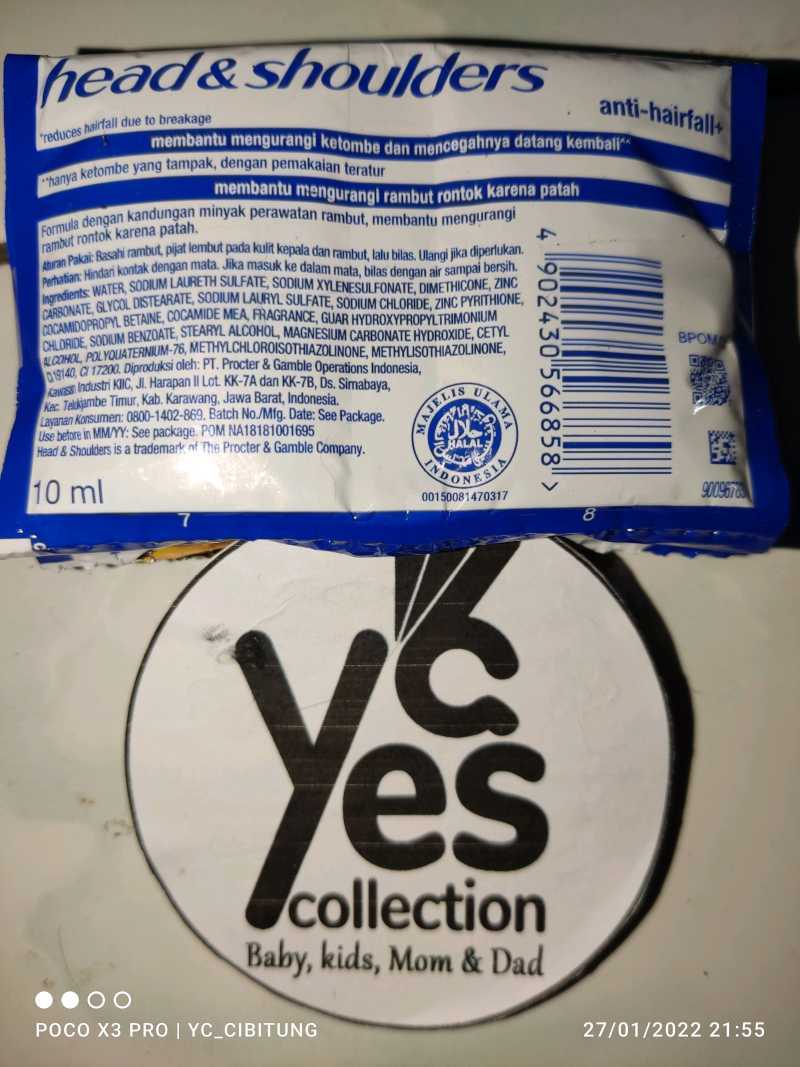 head & shoulders
anti-hairfall+
*reduces hairfall due to breakage
membantu mengurangi ketombe dan mencegahnya datang kembali^^
^^hanya ketombe yang tampak, dengan pemakaian teratur
membantu mengurangi rambut rontok karena patah
Formula dengan kandungan minyak perawatan rambut, membantu mengurangi
rambut rontok karena patah.
Aturan Pakai: Basahi rambut, pijat lembut pada kulit kepala dan rambut, lalu bilas. Ulangi jika diperlukan.
Perhatian: Hindari kontak dengan mata. Jika masuk ke dalam mata, bilas dengan air sampai bersih.
Ingredients: WATER, SODIUM LAURETH SULFATE, SODIUM XYLENESULFONATE, DIMETHICONE, ZINC
CARBONATE, GLYCOL DISTEARATE, SODIUM LAURYL SULFATE, SODIUM CHLORIDE, ZINC PYRITHIONE,
COCAMIDOPROPYL BETAINE, COCAMIDE MEA, FRAGRANCE, GUAR HYDROXYPROPYLTRIMONIUM
CHLORIDE, SODIUM BENZOATE, STEARYL ALCOHOL, MAGNESIUM CARBONATE HYDROXIDE, CETYL
ALCOHOL, POLYQUATERNIUM-76, METHYLCHLOROISOTHIAZOLINONE, METHYLISOTHIAZOLINONE,
CI 19140, CI 17200. Diproduksi oleh: PT. Procter & Gamble Operations Indonesia,
Kawasan Industri KIIC, Jl. Harapan II Lot. KK-7A dan KK-7B, Ds. Sirnabaya,
Kec. Telukjambe Timur, Kab. Karawang, Jawa Barat, Indonesia.
Layanan Konsumen: 0800-1402-869. Batch No./Mfg. Date: See Package.
Use before in MM/YY: See package. POM NA18181001695
Head & Shoulders is a trademark of The Procter & Gamble Company.
10 ml
MAJELIS ULAMA
HALAL
INDONESIA
00150081470317
4 902430 566858 >
BPOM
7
8
yc
yes
collection
Baby, kids, Mom & Dad
POCO X3 PRO | YC_CIBITUNG
27/01/2022 21:55